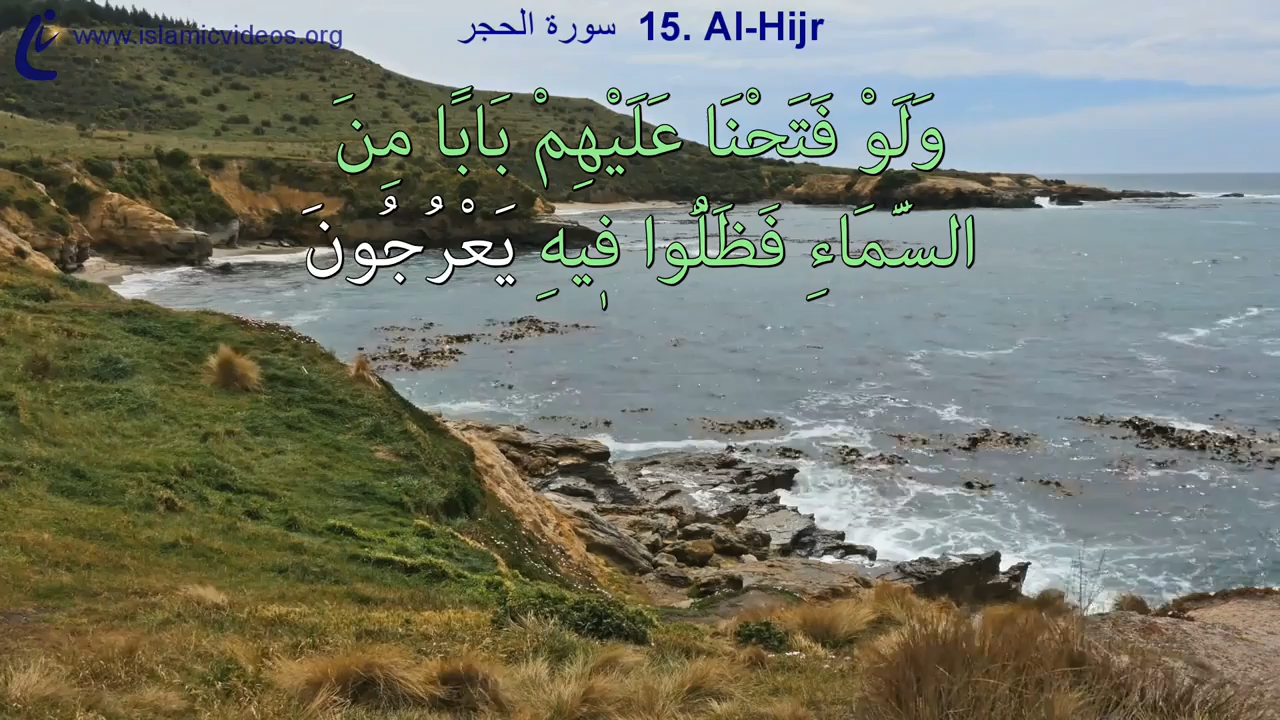 www.islamicvideos.org
سورة الحجر 15. Al-Hijr
وَلَوْ فَتَحْنَا عَلَيْهِمْ بَابًا مِنَ
السَّمَاءِ فَظَلُّوا فِيهِ يَعْرُجُونَ